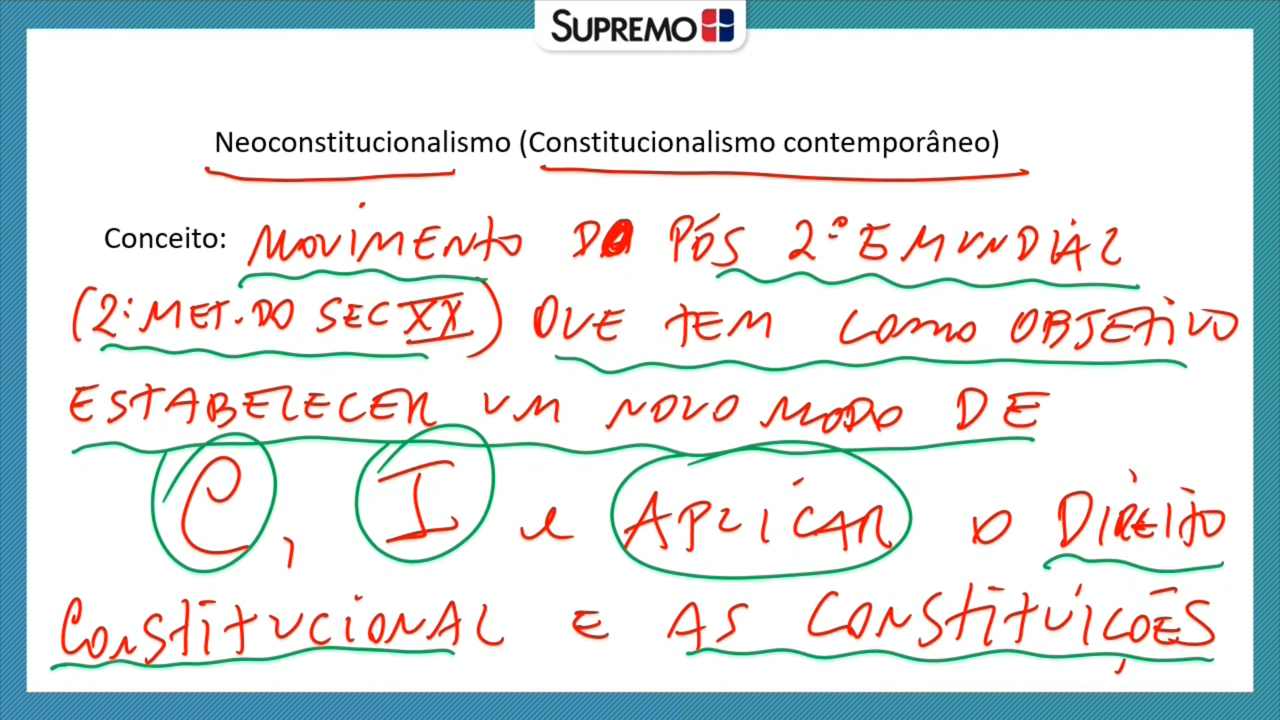 SUPREMO
Neoconstitucionalismo (Constitucionalismo contemporâneo)
Conceito: MOVIMENTO DO PÓS 2ª G MUNDIAL
(2ª MET. DO SEC XX) QUE TEM COMO OBJETIVO
ESTABELECER UM NOVO MODO DE
C, I e APLICAR O DIREITO
CONSTITUCIONAL E AS CONSTITUIÇÕES